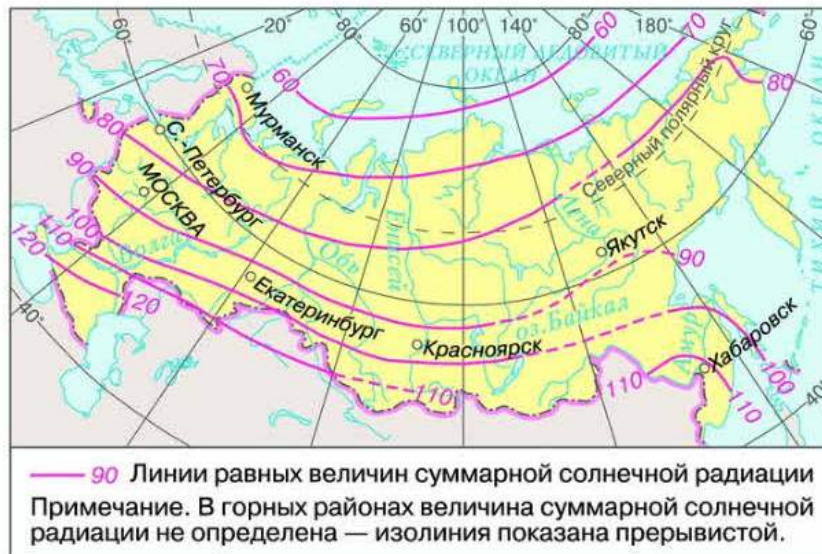 60°
20°
80°
60°
80°
100°
140°
60
180°
70
60°
СЕВЕРНЫЙ ЛЕДОВИТЫЙ
ОКЕАН
70
60
80
Мурманск
Северный полярный круг
80
С.-Петербург
90
МОСКВА
100
120
110
Волга
Обь
Енисей
Лена
Якутск
90
ТИХИЙ ОКЕАН
40°
120
Екатеринбург
Красноярск
оз. Байкал
Амур
Хабаровск
110
110
100
110
40°
90 Линии равных величин суммарной солнечной радиации
Примечание. В горных районах величина суммарной солнечной
радиации не определена — изолиния показана прерывистой.